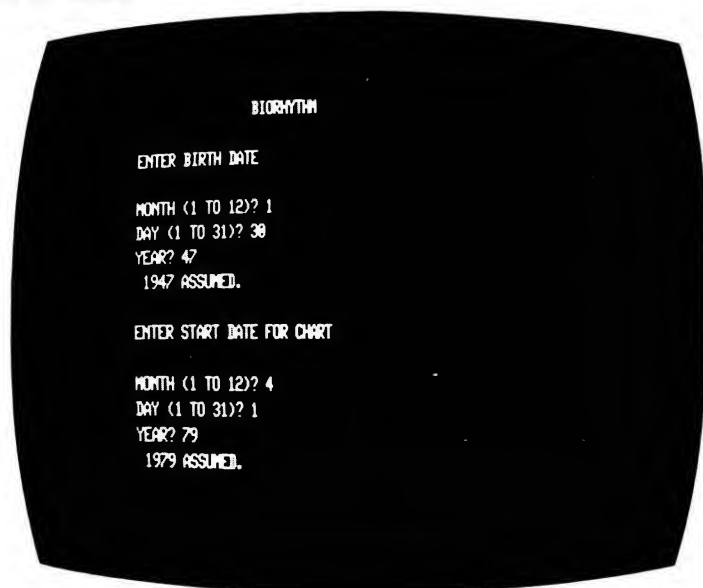 BIORHYTHM
ENTER BIRTH DATE
MONTH (1 TO 12)? 1
DAY (1 TO 31)? 30
YEAR? 47
1947 ASSUMED.
ENTER START DATE FOR CHART
MONTH (1 TO 12)? 4
DAY (1 TO 31)? 1
YEAR? 79
1979 ASSUMED.